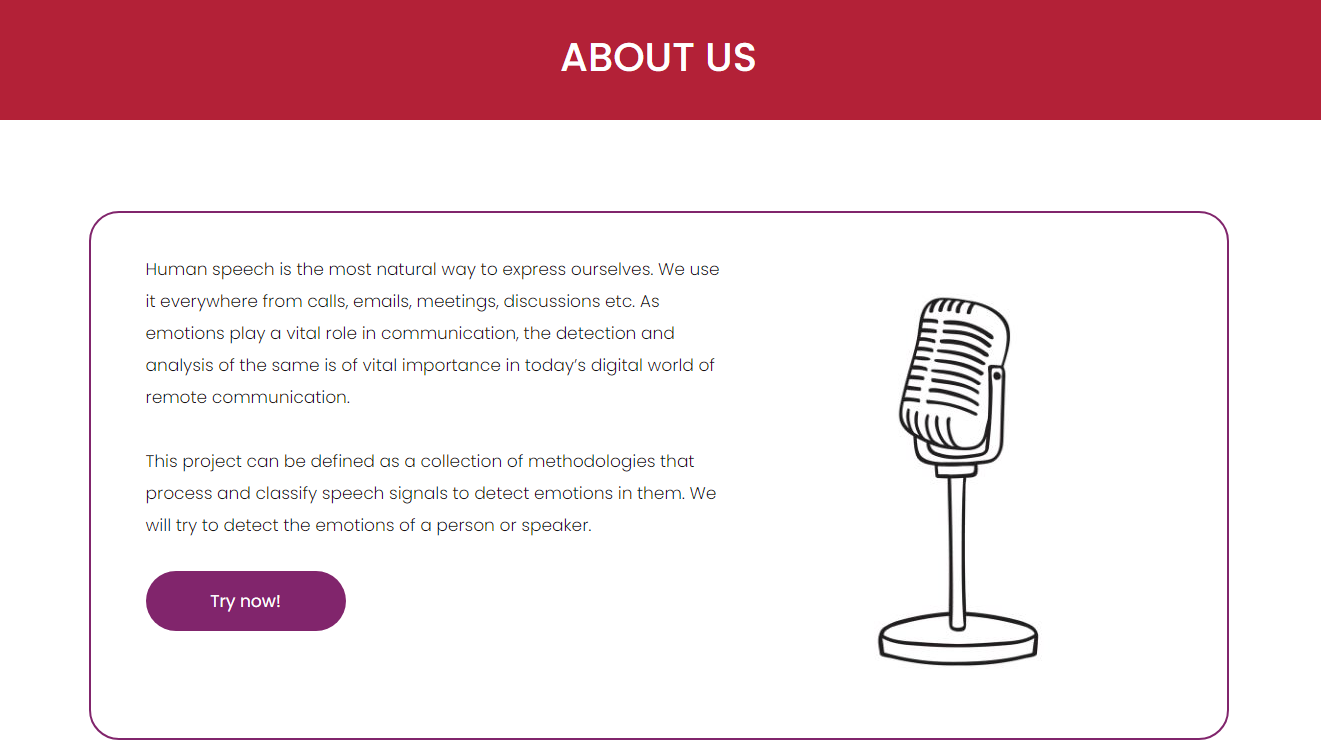 ABOUT US
Human speech is the most natural way to express ourselves. We use
it everywhere from calls, emails, meetings, discussions etc. As
emotions play a vital role in communication, the detection and
analysis of the same is of vital importance in today's digital world of
remote communication.
This project can be defined as a collection of methodologies that
process and classify speech signals to detect emotions in them. We
will try to detect the emotions of a person or speaker.
Try now!